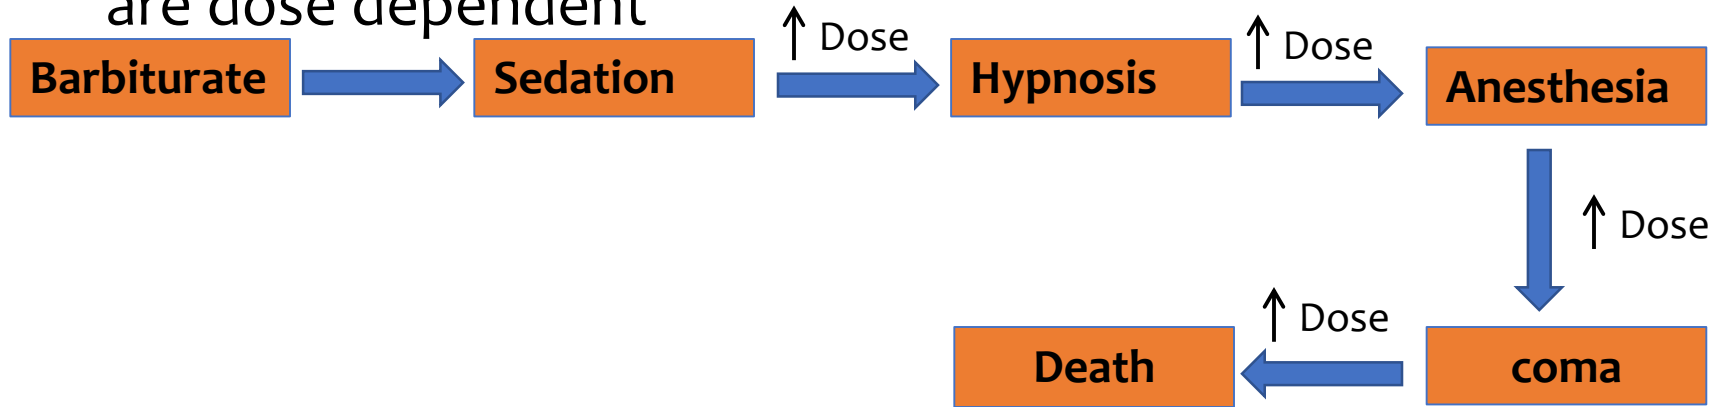 are dose dependent
Barbiturate
Sedation
↑ Dose
Hypnosis
↑ Dose
Anesthesia
↑ Dose
coma
↑ Dose
Death